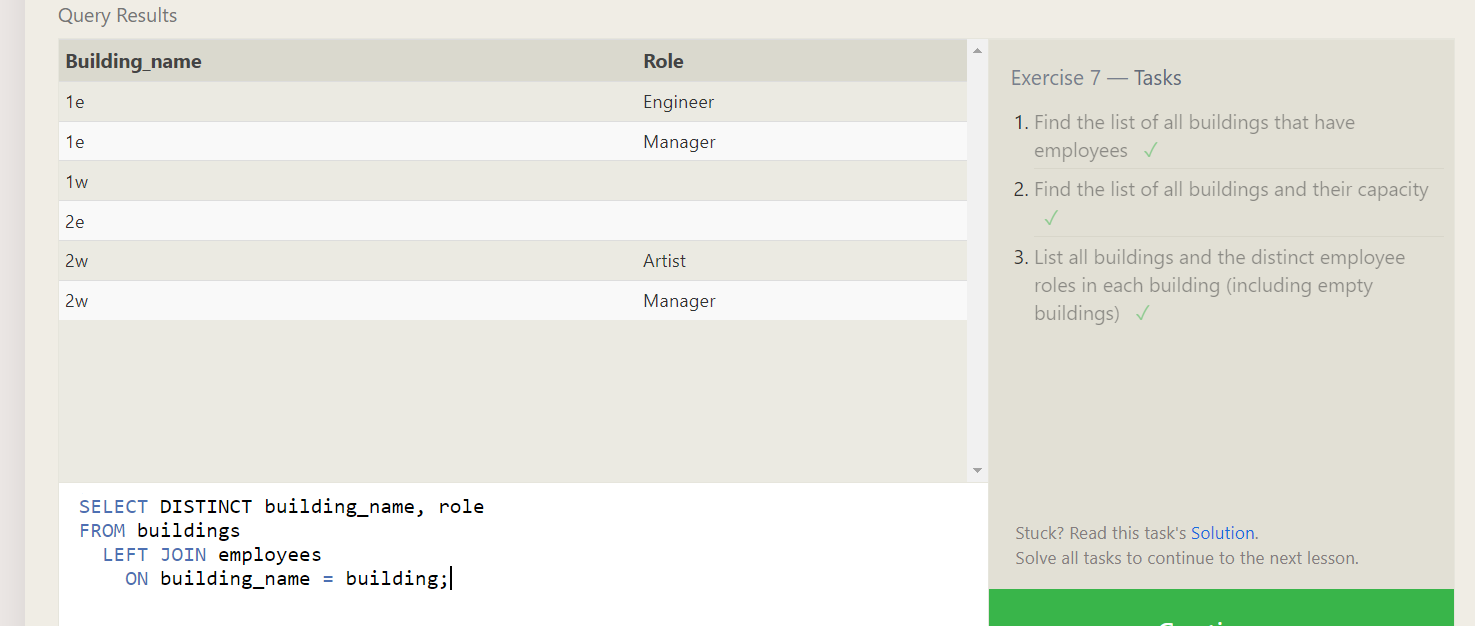 Query Results
Building_name Role
1e Engineer
1e Manager
1w
2e
2w Artist
2w Manager
SELECT DISTINCT building_name, role
FROM buildings
LEFT JOIN employees
ON building_name = building;
Exercise 7 — Tasks
1. Find the list of all buildings that have
employees ✓
2. Find the list of all buildings and their capacity
✓
3. List all buildings and the distinct employee
roles in each building (including empty
buildings) ✓
Stuck? Read this task's Solution.
Solve all tasks to continue to the next lesson.